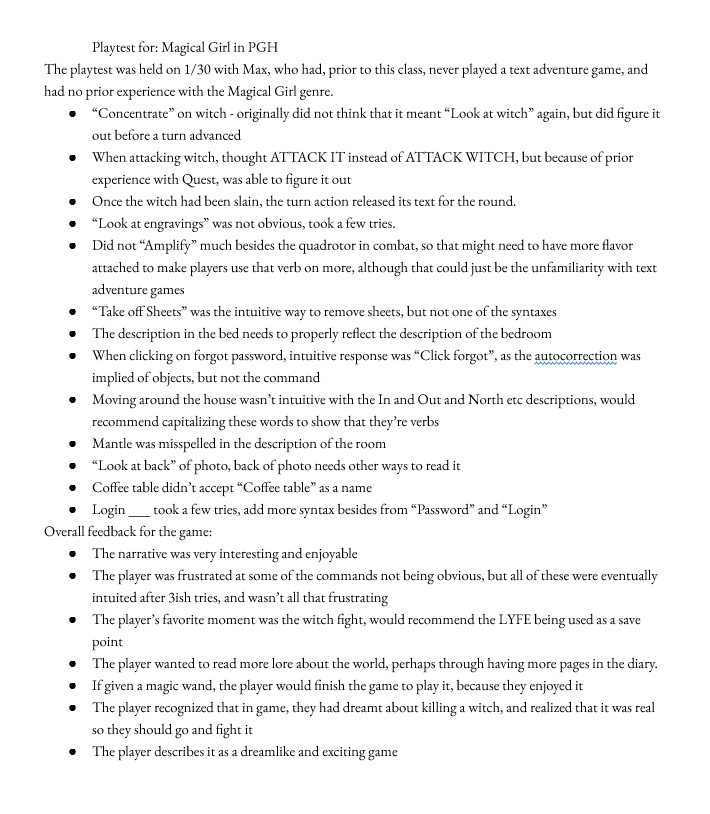 Playtest for: Magical Girl in PGH
The playtest was held on 1/30 with Max, who had, prior to this class, never played a text adventure game, and
had no prior experience with the Magical Girl genre.
● “Concentrate” on witch - originally did not think that it meant “Look at witch” again, but did figure it
out before a turn advanced
● When attacking witch, thought ATTACK IT instead of ATTACK WITCH, but because of prior
experience with Quest, was able to figure it out
● Once the witch had been slain, the turn action released its text for the round.
● “Look at engravings” was not obvious, took a few tries.
● Did not “Amplify” much besides the quadrotor in combat, so that might need to have more flavor
attached to make players use that verb on more, although that could just be the unfamiliarity with text
adventure games
● “Take off Sheets” was the intuitive way to remove sheets, but not one of the syntaxes
● The description in the bed needs to properly reflect the description of the bedroom
● When clicking on forgot password, intuitive response was “Click forgot”, as the autocorrection was
implied of objects, but not the command
● Moving around the house wasn’t intuitive with the In and Out and North etc descriptions, would
recommend capitalizing these words to show that they’re verbs
● Mantle was misspelled in the description of the room
● “Look at back” of photo, back of photo needs other ways to read it
● Coffee table didn’t accept “Coffee table” as a name
● Login ___ took a few tries, add more syntax besides from “Password” and “Login”
Overall feedback for the game:
● The narrative was very interesting and enjoyable
● The player was frustrated at some of the commands not being obvious, but all of these were eventually
intuited after 3ish tries, and wasn’t all that frustrating
● The player’s favorite moment was the witch fight, would recommend the LYFE being used as a save
point
● The player wanted to read more lore about the world, perhaps through having more pages in the diary.
● If given a magic wand, the player would finish the game to play it, because they enjoyed it
● The player recognized that in game, they had dreamt about killing a witch, and realized that it was real
so they should go and fight it
● The player describes it as a dreamlike and exciting game